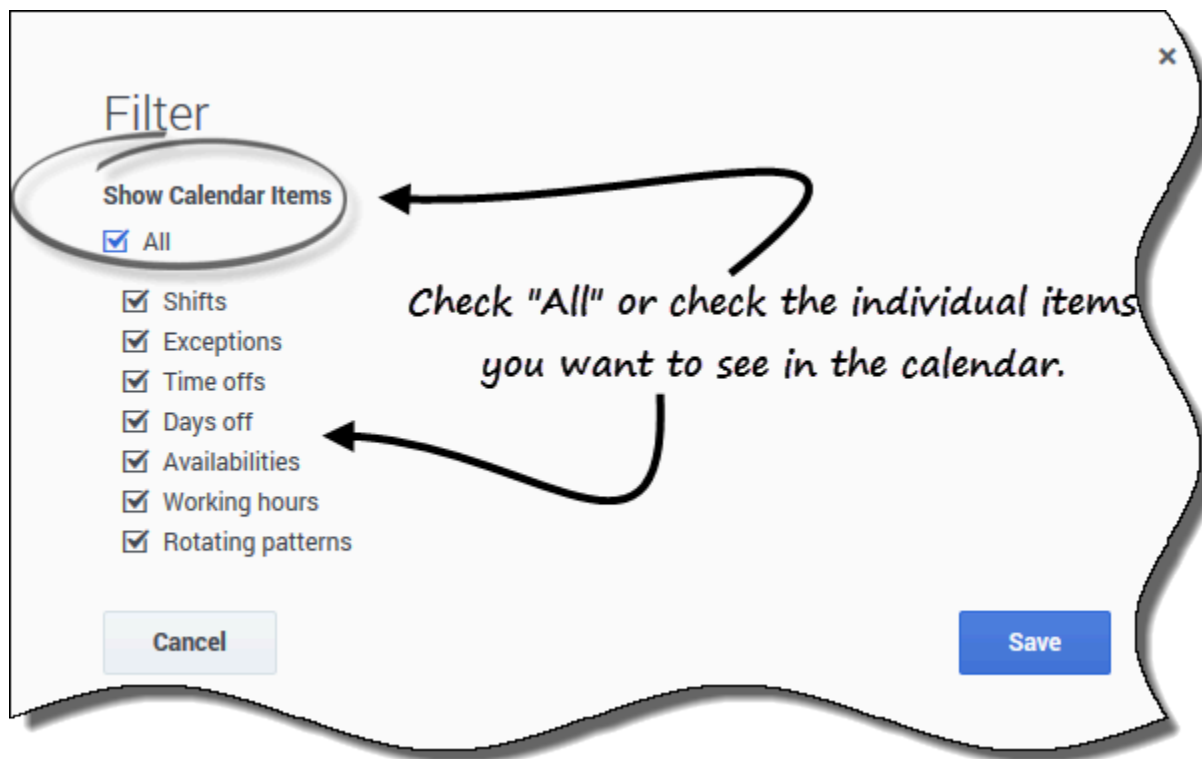 Filter
Show Calendar Items
All
Shifts
Exceptions
Time offs
Days off
Availabilities
Working hours
Rotating patterns
Check "All" or check the individual items
you want to see in the calendar.
Cancel
Save